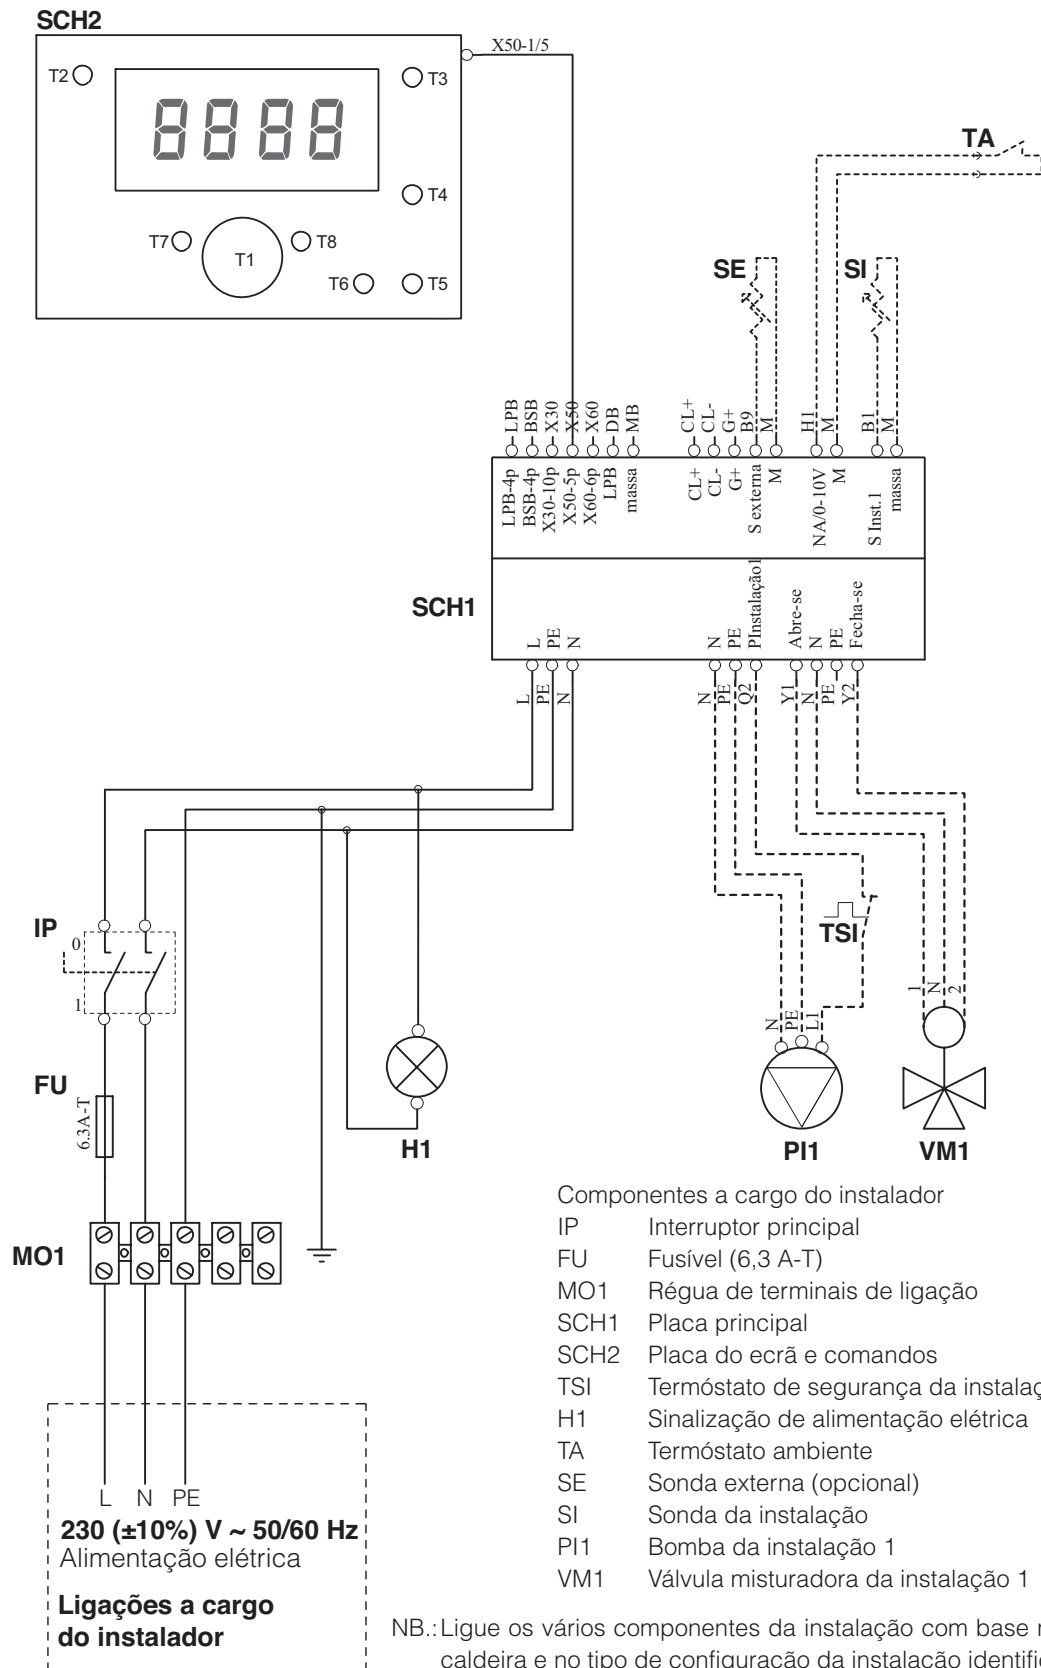 SCH2
X50-1/5
T2
T3
T4
T7
T8
T1
T6
T5
TA
SE
SI
LPB
BSB
X30
X50
X60
DB
MB
CL+
CL-
G+
B9
M
H1
M
B1
M
LPB-4p
BSB-4p
X30-10p
X50-5p
X60-6p
LPB
massa
CL+
CL-
G+
S externa
M
NA/0-10V
M
S Inst.1
massa
SCH1
L
PE
N
N
PE
PInstalação1
Abre-se
N
PE
Fecha-se
L
PE
N
N
PE
Q2
Y1
N
PE
Y2
IP
0
1
TSI
1
N
2
N
PE
L1
FU
6.3A-T
H1
PI1
VM1
MO1
Componentes a cargo do instalador
IP Interruptor principal
FU Fusível (6,3 A-T)
MO1 Régua de terminais de ligação
SCH1 Placa principal
SCH2 Placa do ecrã e comandos
TSI Termóstato de segurança da
H1 Sinalização de alimentação elétrica
TA Termóstato ambiente
SE Sonda externa (opcional)
SI Sonda da instalação
PI1 Bomba da instalação 1
VM1 Válvula misturadora da instalação 1
L N PE
230 (±10%) V ~ 50/60 Hz
Alimentação elétrica
Ligações a cargo
do instalador
NB.: Ligue os vários componentes da instalação com base
caldeira e no tipo de configuração da instalação